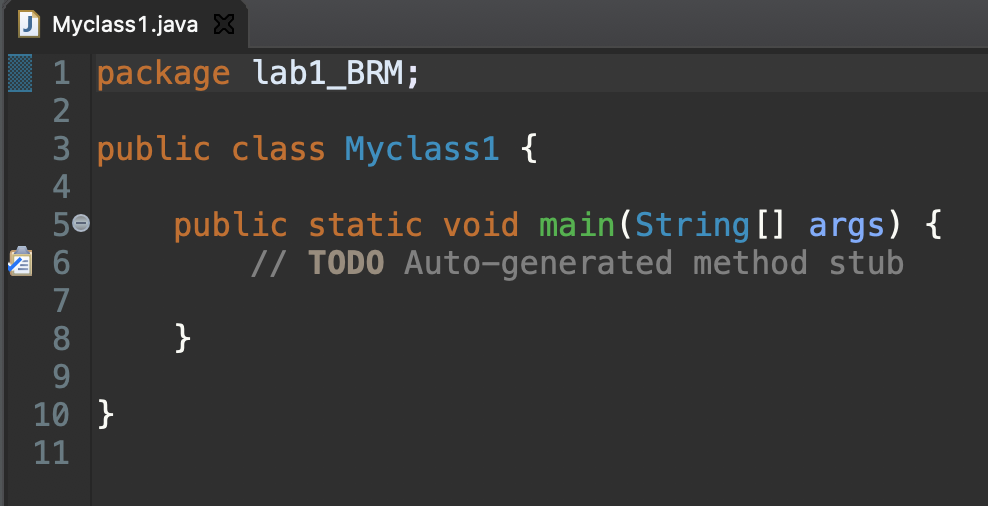 Myclass1.java
1 package lab1_BRM;
2
3 public class Myclass1 {
4
5     public static void main(String[] args) {
6         // TODO Auto-generated method stub
7
8     }
9
10 }
11